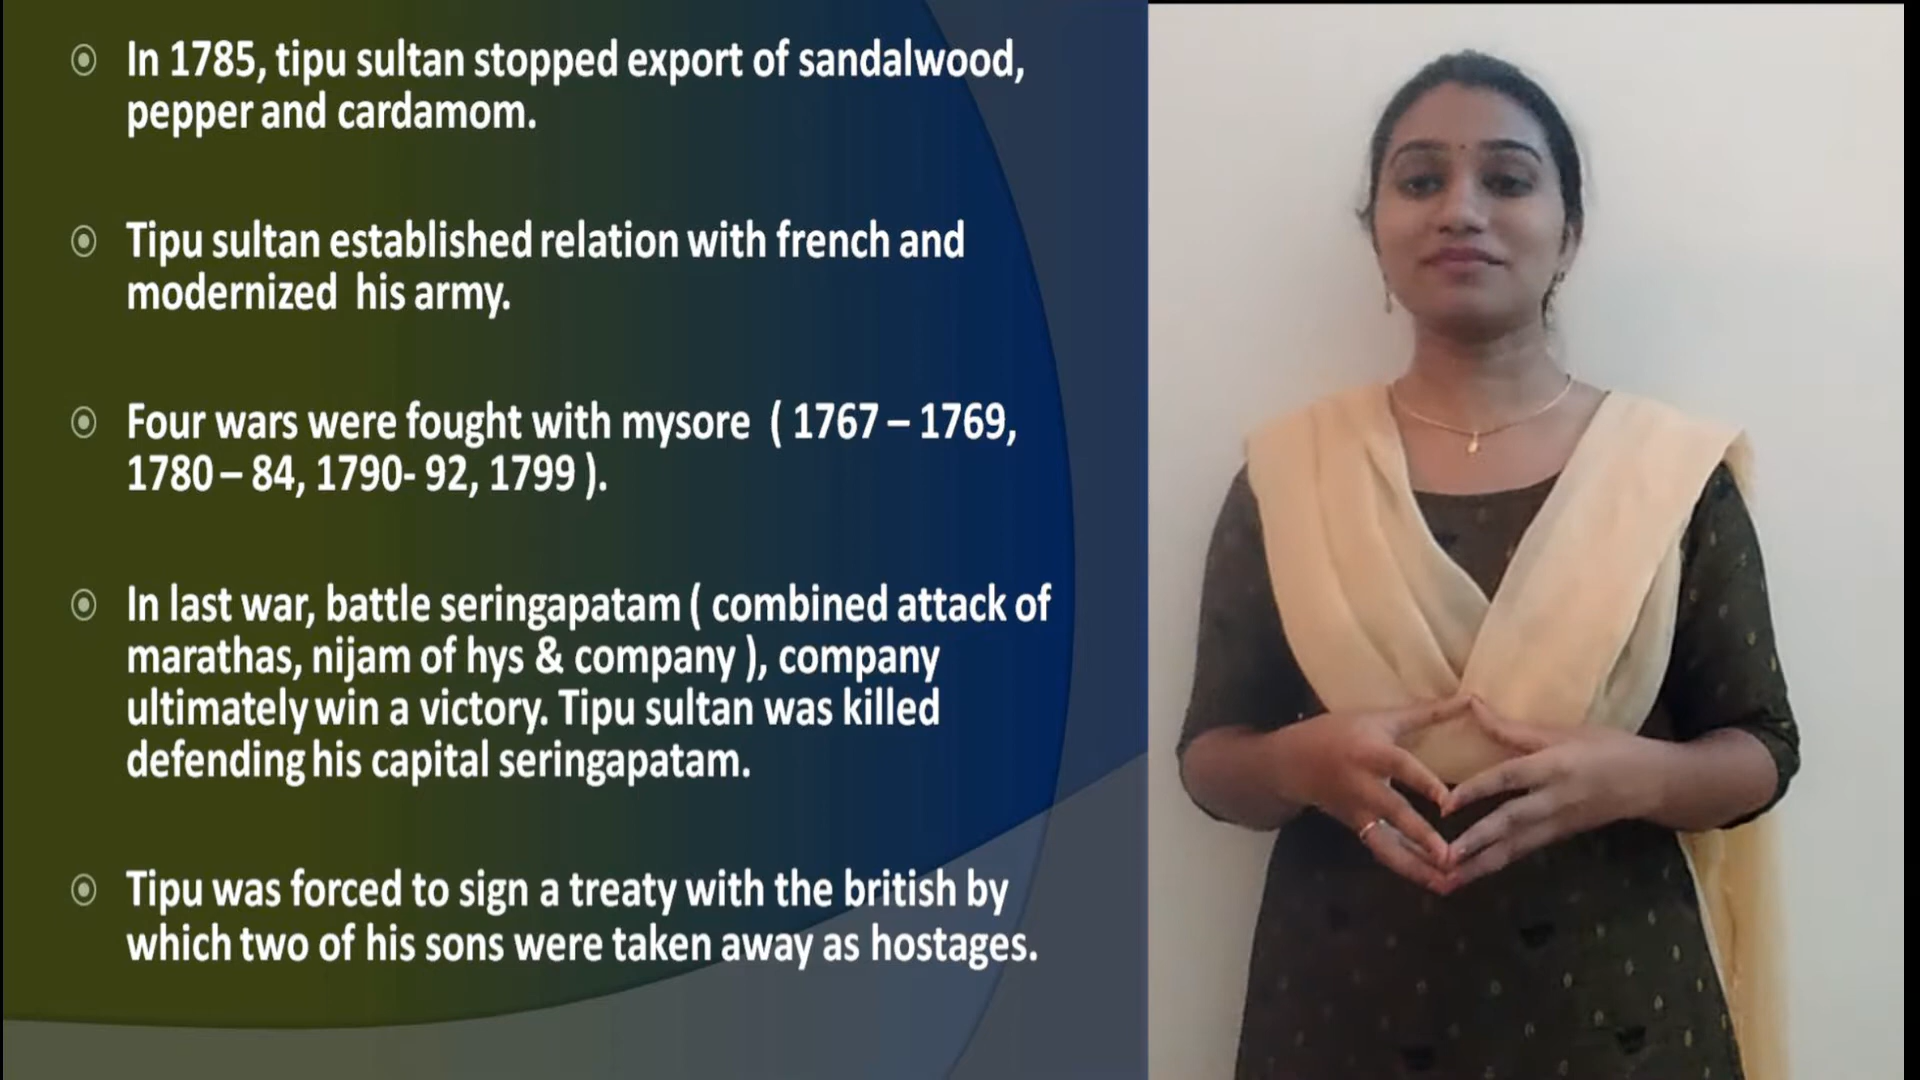 In 1785, tipu sultan stopped export of sandalwood,
pepper and cardamom.
Tipu sultan established relation with french and
modernized his army.
Four wars were fought with mysore ( 1767 – 1769,
1780 – 84, 1790- 92, 1799 ).
In last war, battle seringapatam ( combined attack of
marathas, nijam of hys & company ), company
ultimately win a victory. Tipu sultan was killed
defending his capital seringapatam.
Tipu was forced to sign a treaty with the british by
which two of his sons were taken away as hostages.